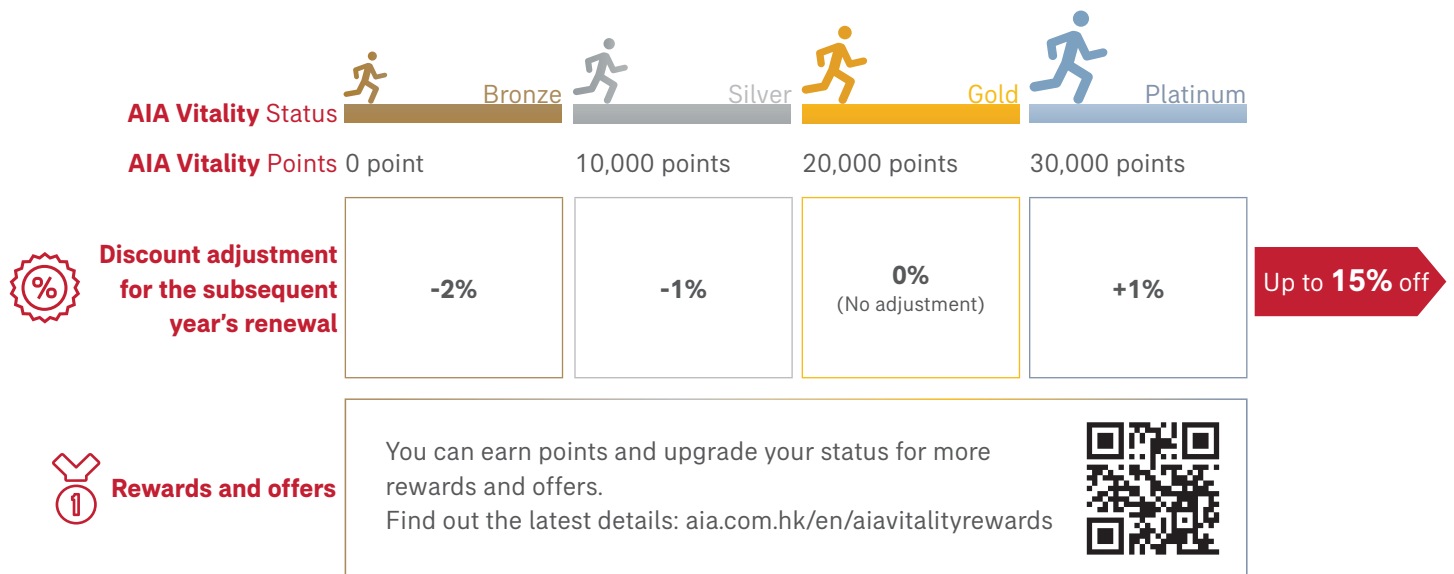 Bronze
Silver
Gold
Platinum
AIA Vitality Status
AIA Vitality Points
0 point
10,000 points
20,000 points
30,000 points
%
Discount adjustment
for the subsequent
year's renewal
-2%
-1%
0%
(No adjustment)
+1%
Up to 15% off
1
Rewards and offers
You can earn points and upgrade your status for more
rewards and offers.
Find out the latest details: aia.com.hk/en/aiavitalityrewards